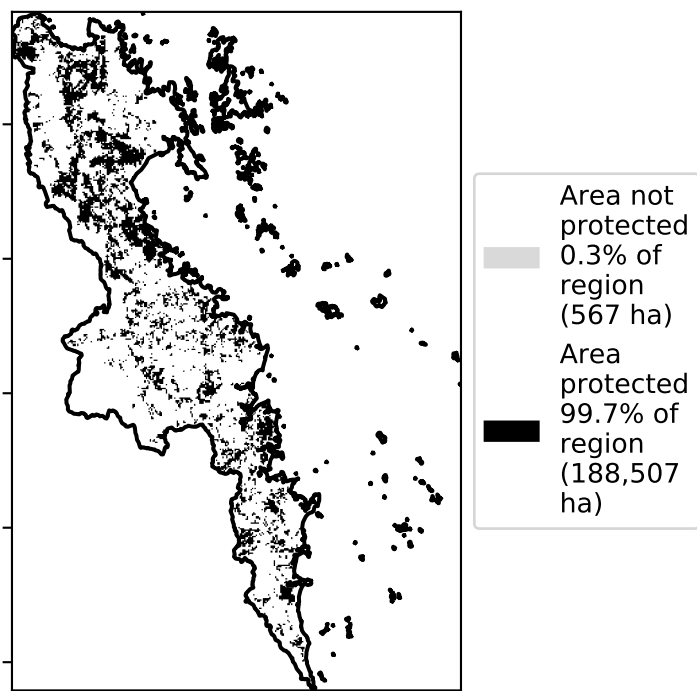 Area not
protected
0.3% of
region
(567 ha)
Area
protected
99.7% of
region
(188,507
ha)